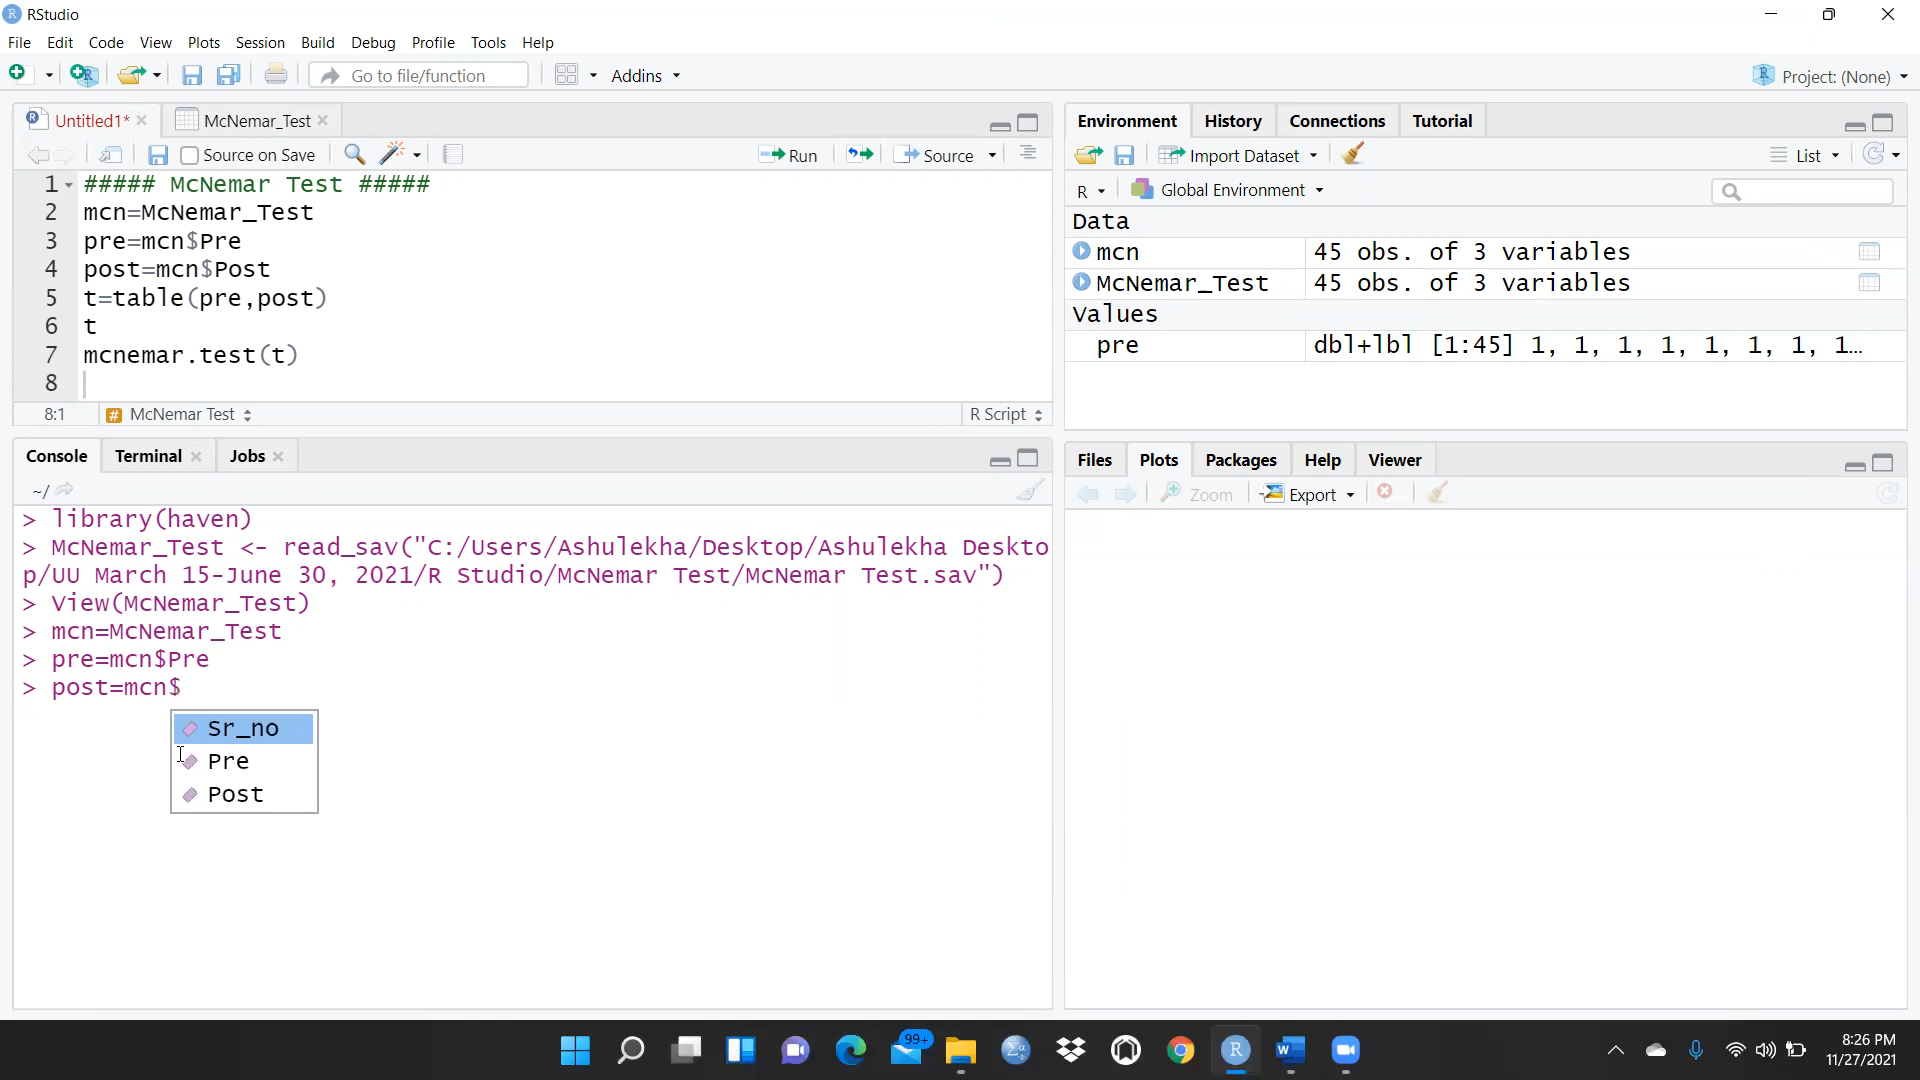 RStudio
File Edit Code View Plots Session Build Debug Profile Tools Help
Go to file/function Addins Project: (None)
Untitled1* McNemar_Test
Source on Save Run Source
1 ##### McNemar Test #####
2 mcn=McNemar_Test
3 pre=mcn$Pre
4 post=mcn$Post
5 t=table(pre,post)
6 t
7 mcnemar.test(t)
8
8:1 # McNemar Test R Script
Console Terminal Jobs
~/
> library(haven)
> McNemar_Test <- read_sav("C:/Users/Ashulekha/Desktop/Ashulekha Deskto
p/UU March 15-June 30, 2021/R Studio/McNemar Test/McNemar Test.sav")
> View(McNemar_Test)
> mcn=McNemar_Test
> pre=mcn$Pre
> post=mcn$
Sr_no
Pre
Post
Environment History Connections Tutorial
Import Dataset List
R Global Environment
Data
mcn 45 obs. of 3 variables
McNemar_Test 45 obs. of 3 variables
Values
pre dbl+lbl [1:45] 1, 1, 1, 1, 1, 1, 1, 1…
Files Plots Packages Help Viewer
Zoom Export
99+
8:26 PM
11/27/2021